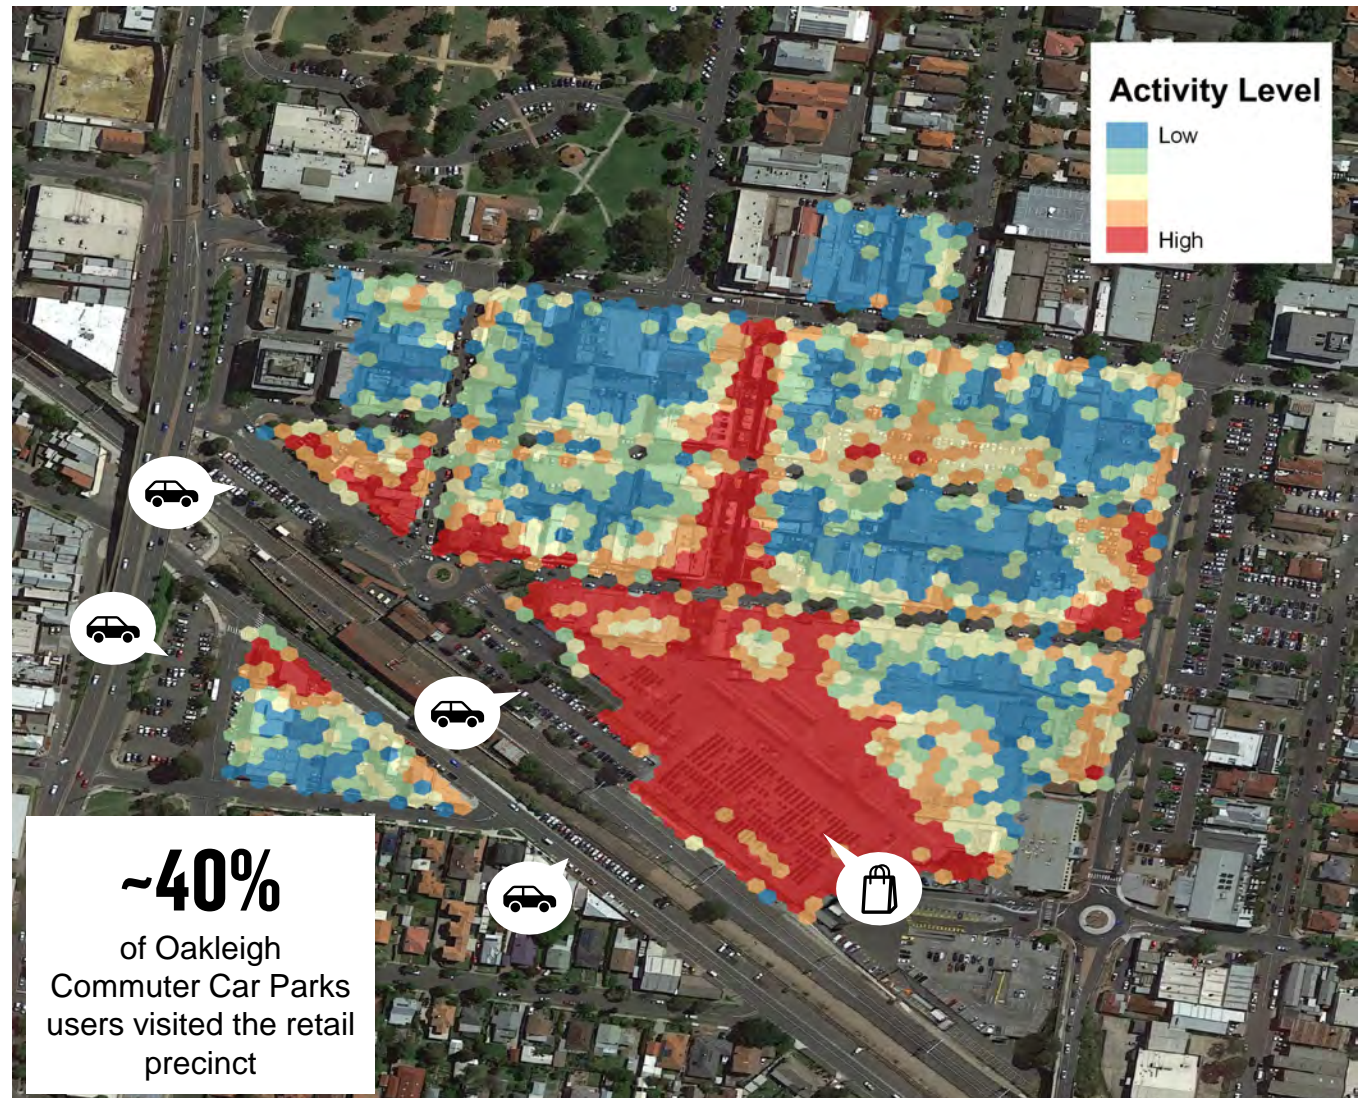 Activity Level
Low
High
~40%
of Oakleigh
Commuter Car Parks
users visited the retail
precinct